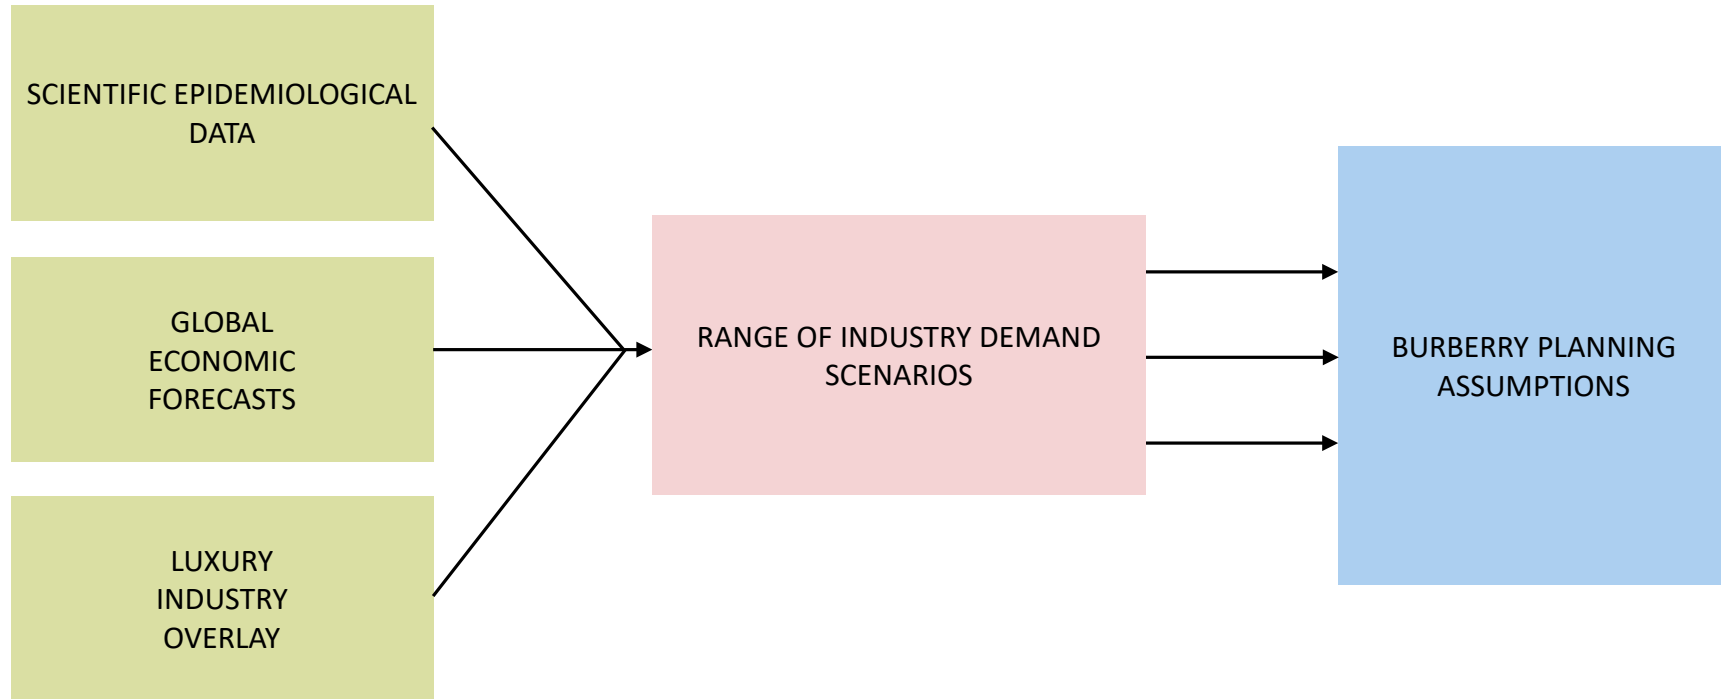 SCIENTIFIC EPIDEMIOLOGICAL
DATA
GLOBAL
ECONOMIC
FORECASTS
LUXURY
INDUSTRY
OVERLAY
RANGE OF INDUSTRY DEMAND
SCENARIOS
BURBERRY PLANNING
ASSUMPTIONS